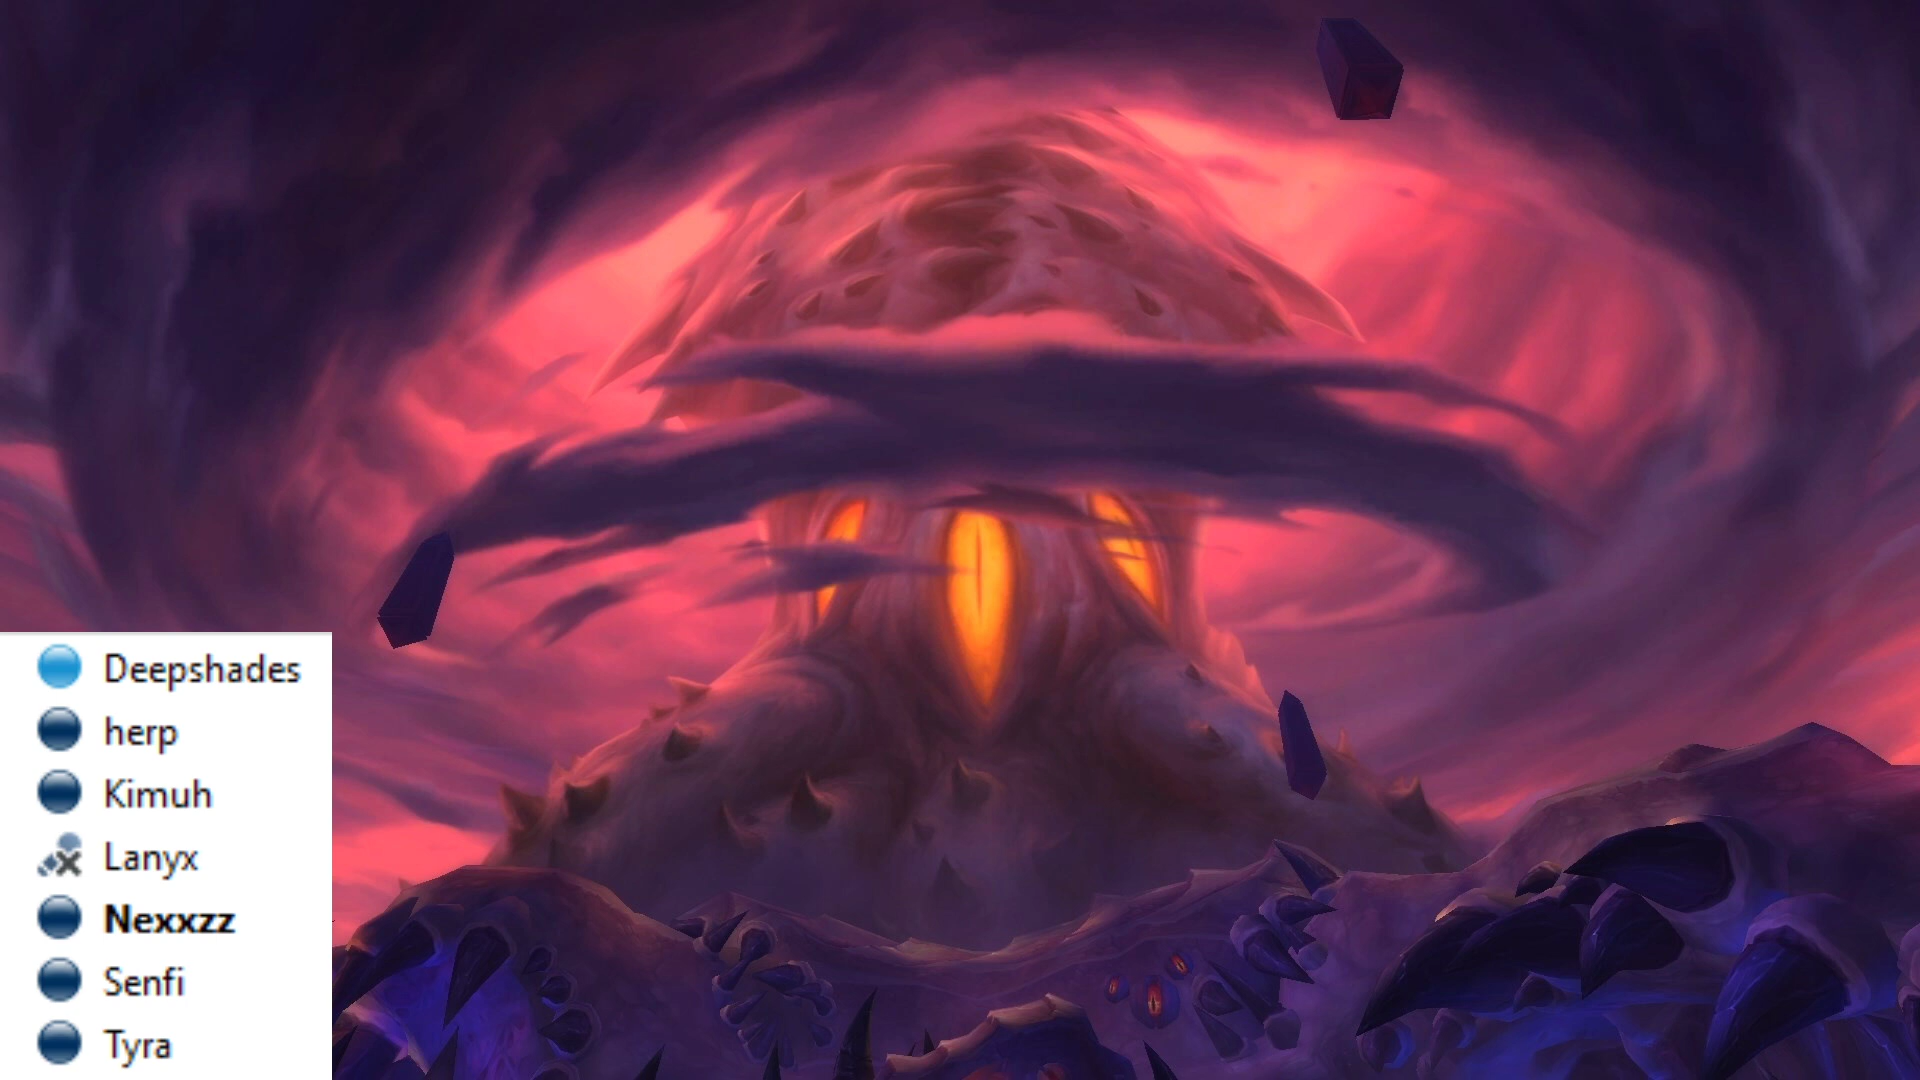 Deepshades
herp
Kimuh
Lanyx
Nexxzz
Senfi
Tyra